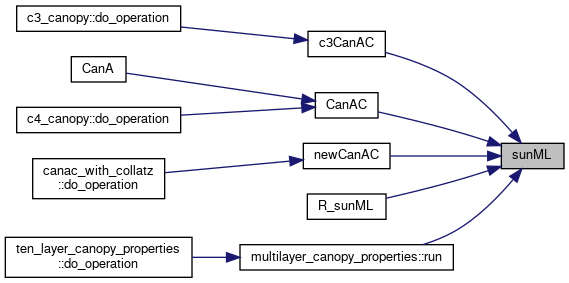 c3_canopy::do_operation
c3CanAC
CanA
CanAC
c4_canopy::do_operation
newCanAC
sunML
canac_with_collatz
::do_operation
R_sunML
ten_layer_canopy_properties
::do_operation
multilayer_canopy_properties::run